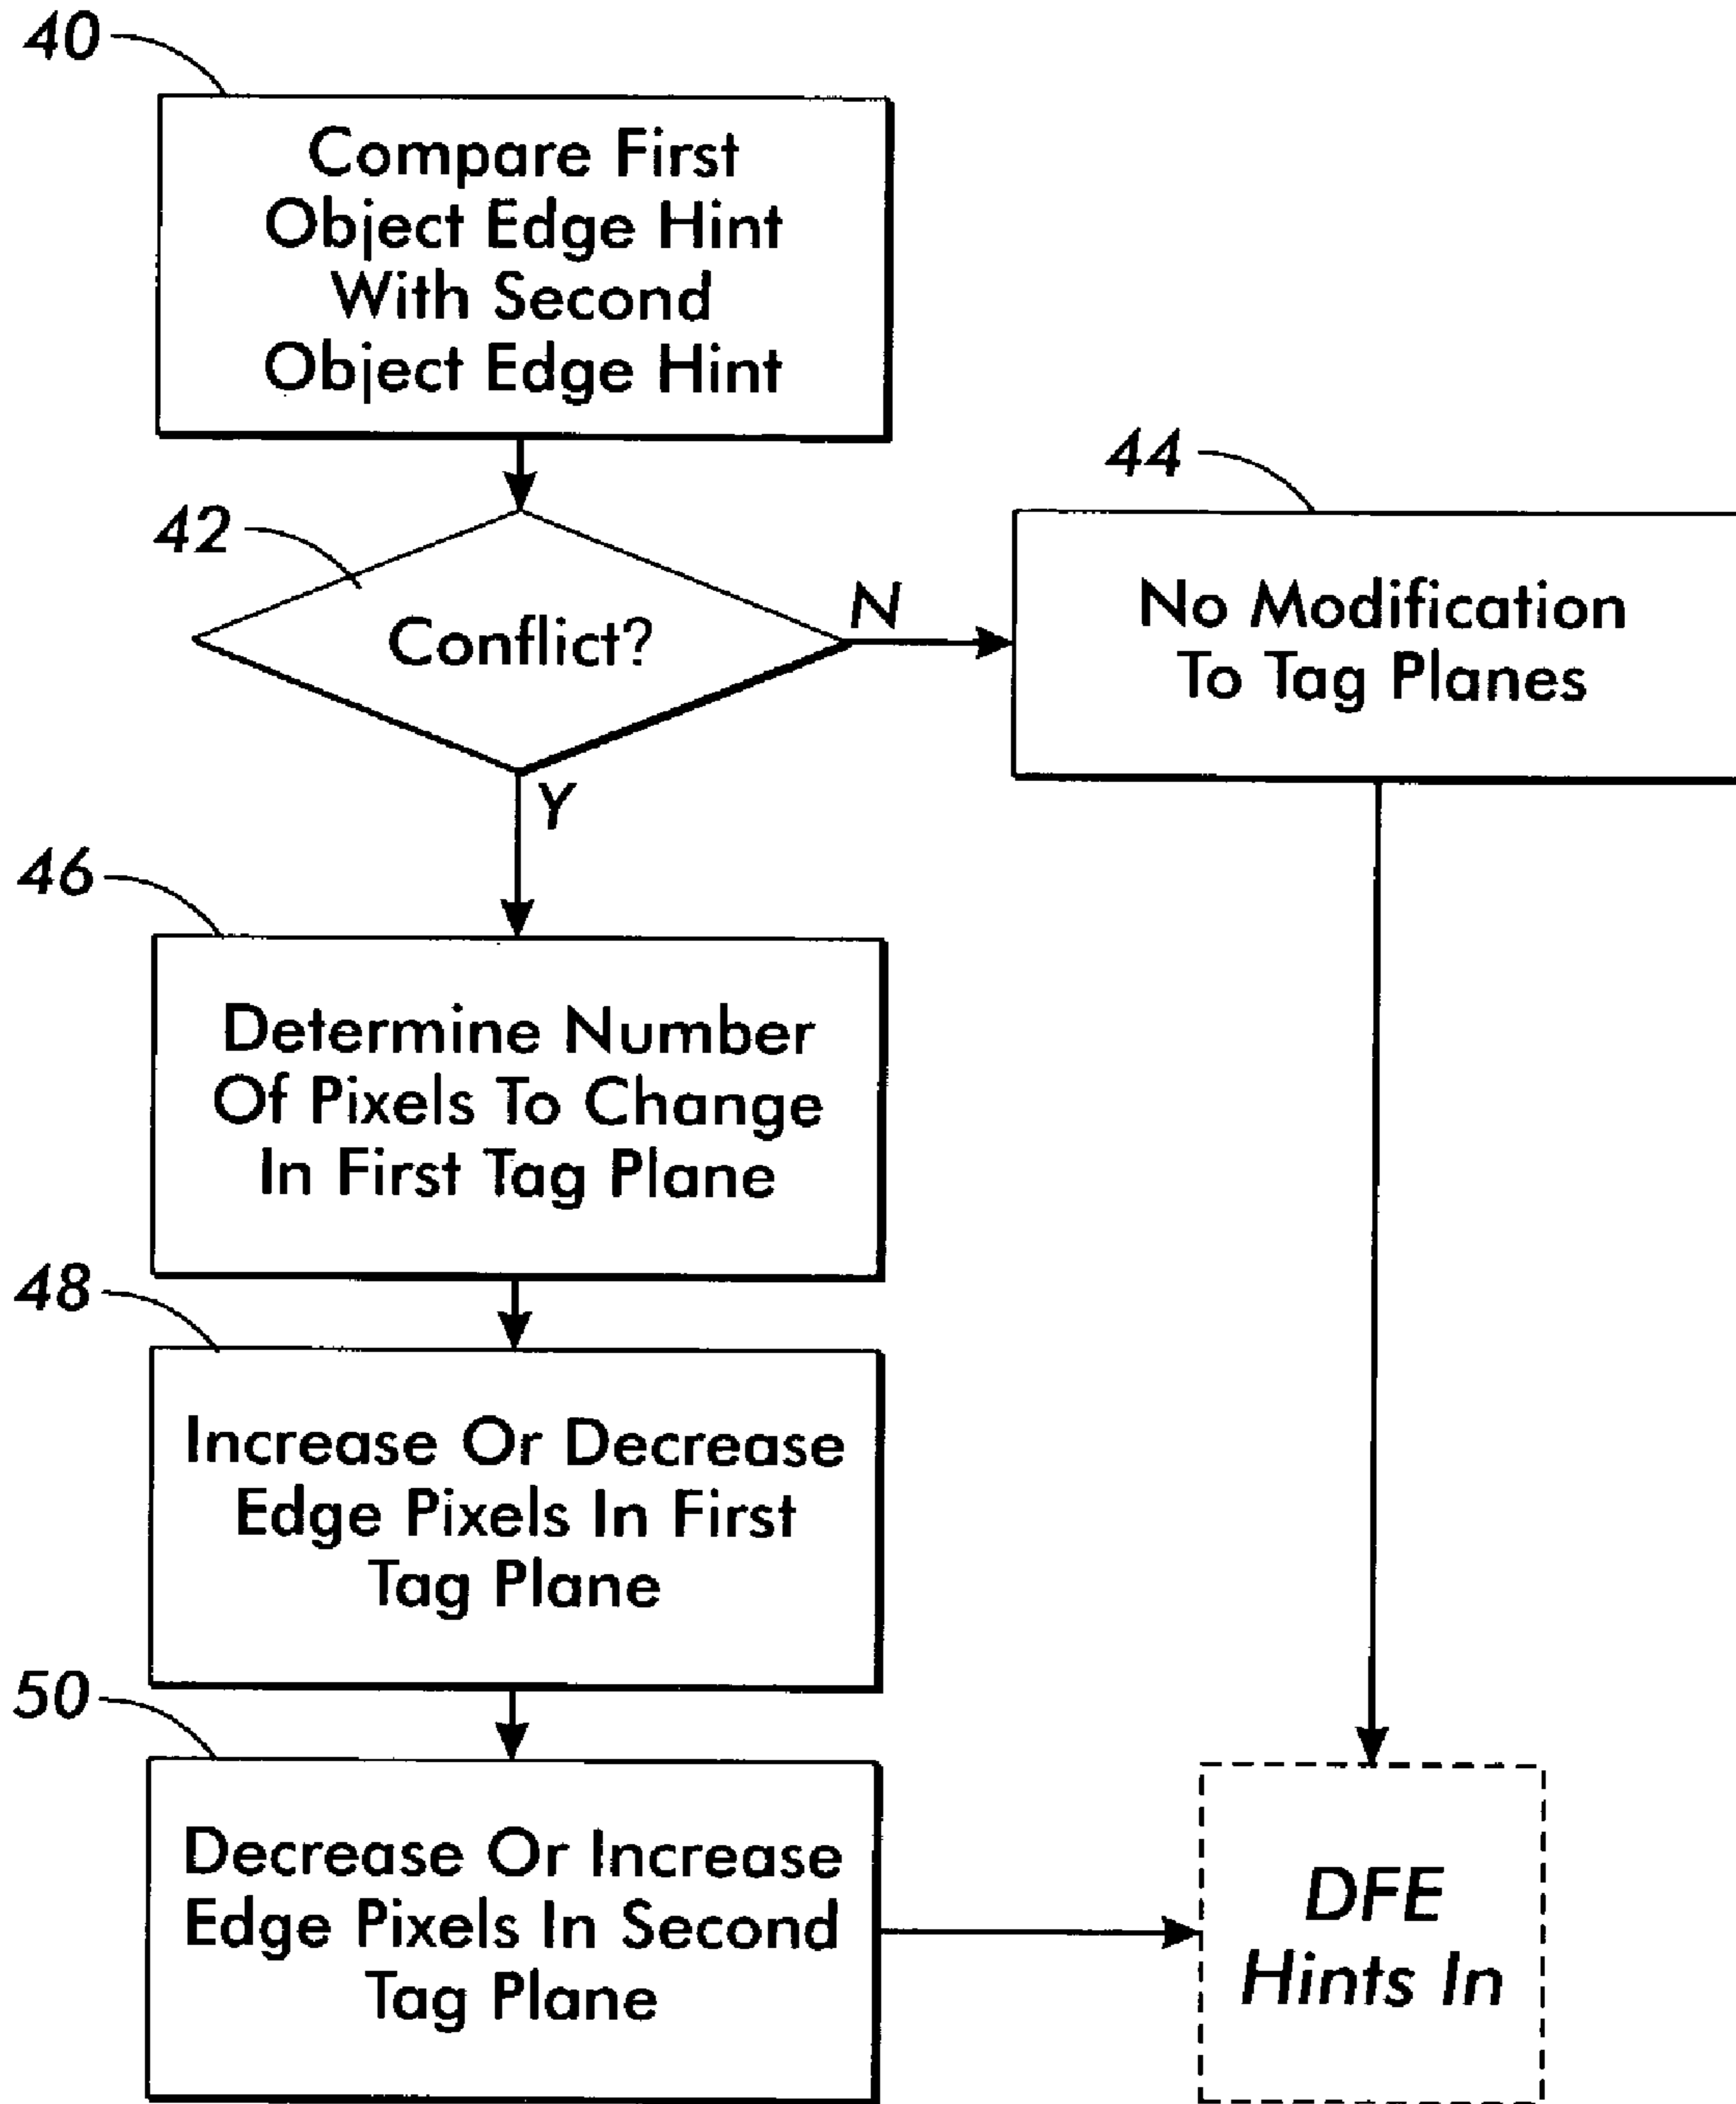 40
Compare First
Object Edge Hint
With Second
Object Edge Hint
42
Conflict?
N
Y
44
No Modification
To Tag Planes
46
Determine Number
Of Pixels To Change
In First Tag Plane
48
Increase Or Decrease
Edge Pixels In First
Tag Plane
50
Decrease Or Increase
Edge Pixels In Second
Tag Plane
DFE
Hints In